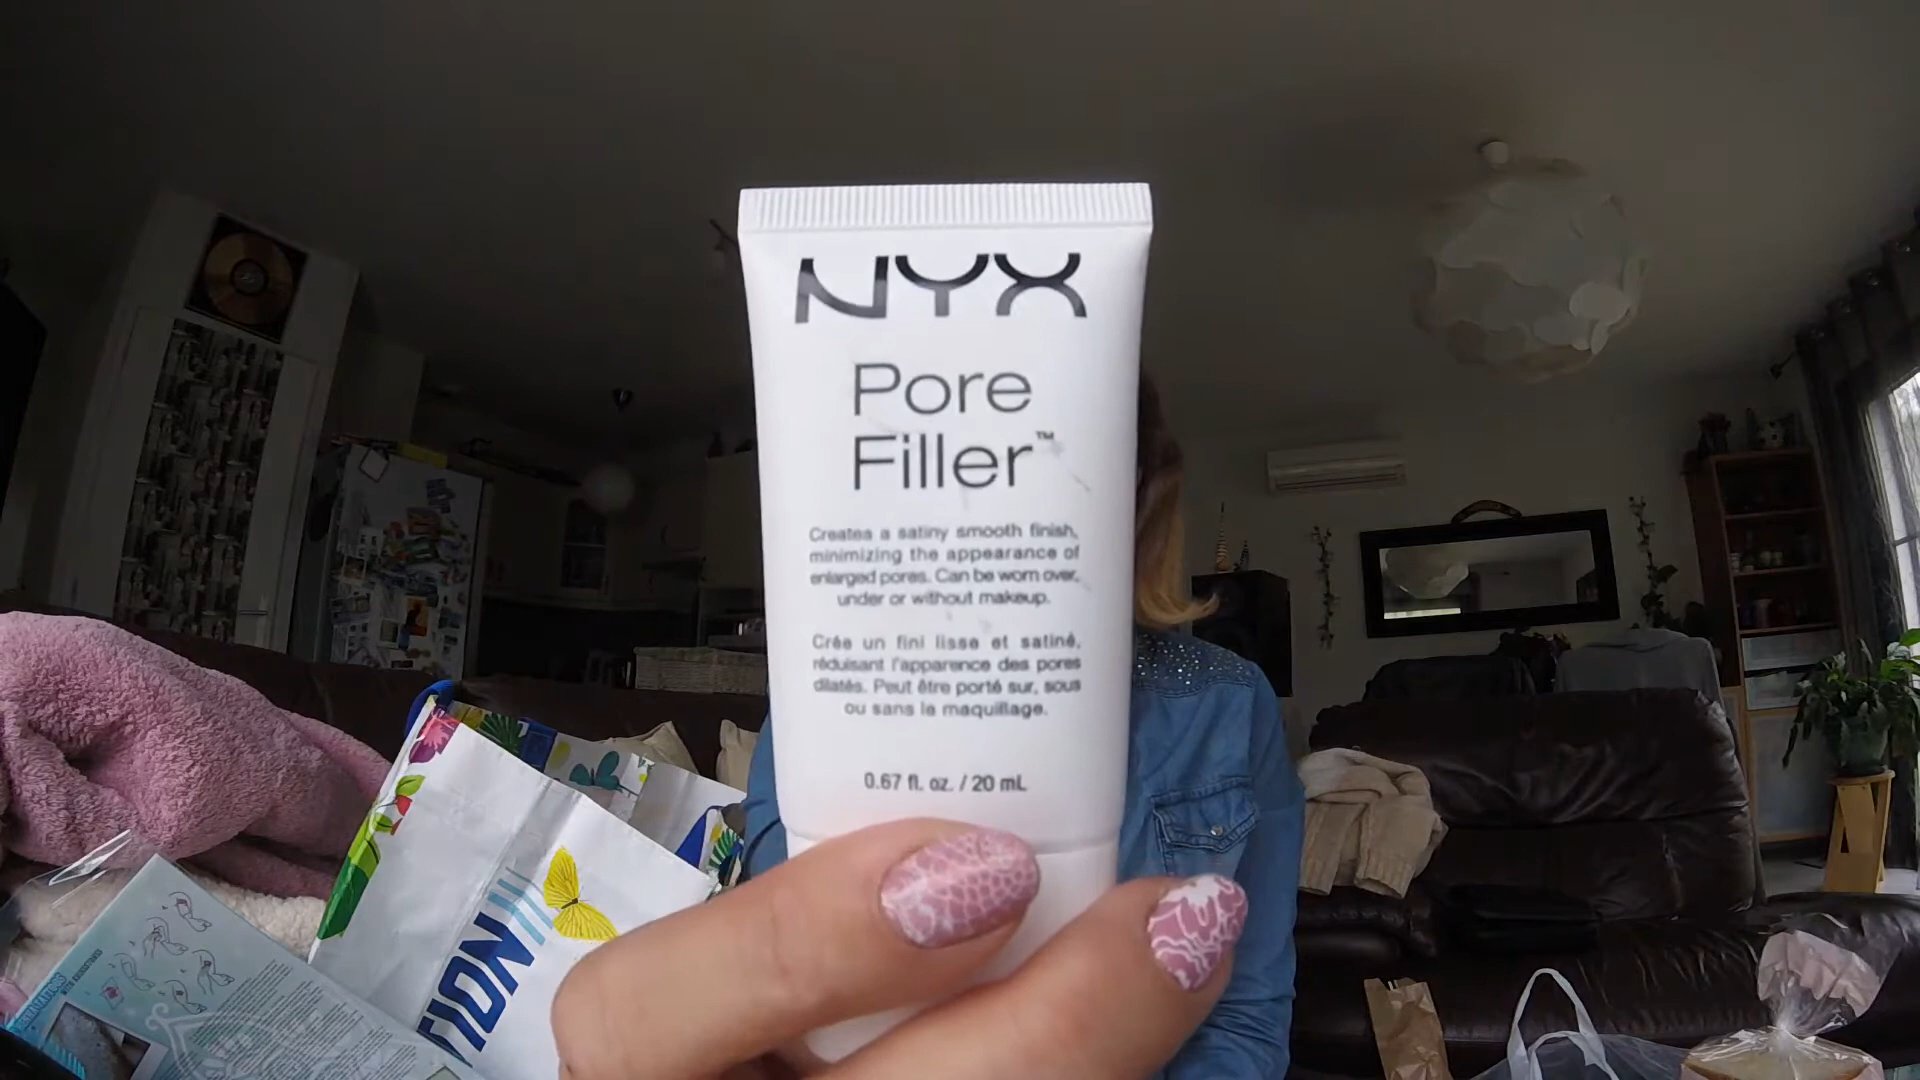 NYX
Pore
Filler™
Creates a satiny smooth finish,
minimizing the appearance of
enlarged pores. Can be worn over,
under or without makeup.
Crée un fini lisse et satiné,
réduisant l'apparence des pores
dilatés. Peut être porté sur, sous
ou sans le maquillage.
0.67 fl. oz. / 20 mL
TION